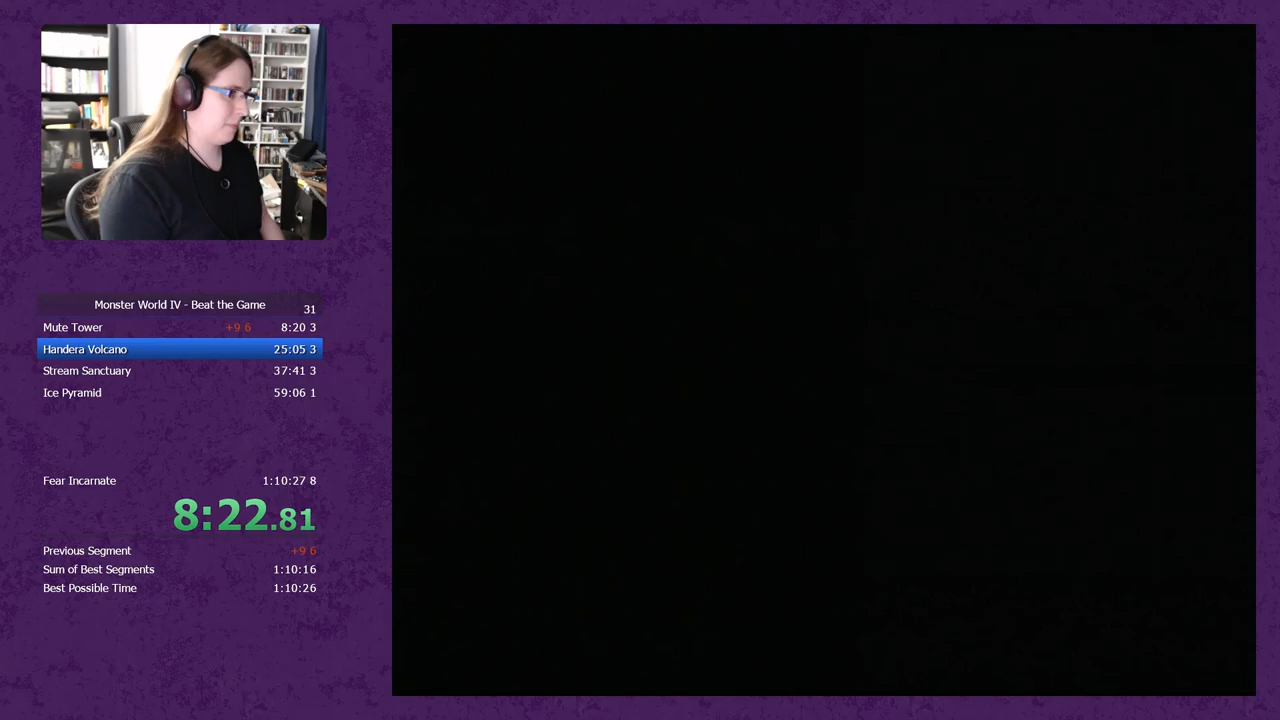 Monster World IV - Beat the Game
31
Mute Tower +9 6 8:20 3
Handera Volcano 25:05 3
Stream Sanctuary 37:41 3
Ice Pyramid 59:06 1
Fear Incarnate 1:10:27 8
8:22.81
Previous Segment +9 6
Sum of Best Segments 1:10:16
Best Possible Time 1:10:26